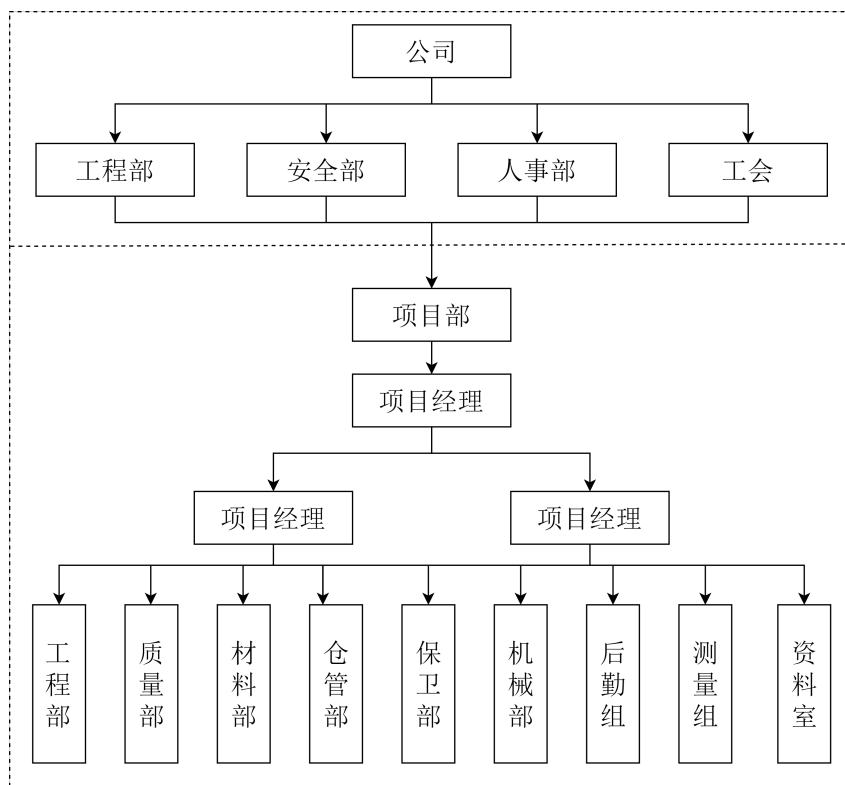 公司
工程部
安全部
人事部
工会
项目部
项目经理
项目经理
项目经理
工程部
质量部
材料部
仓管部
保卫部
机械部
后勤组
测量组
资料室